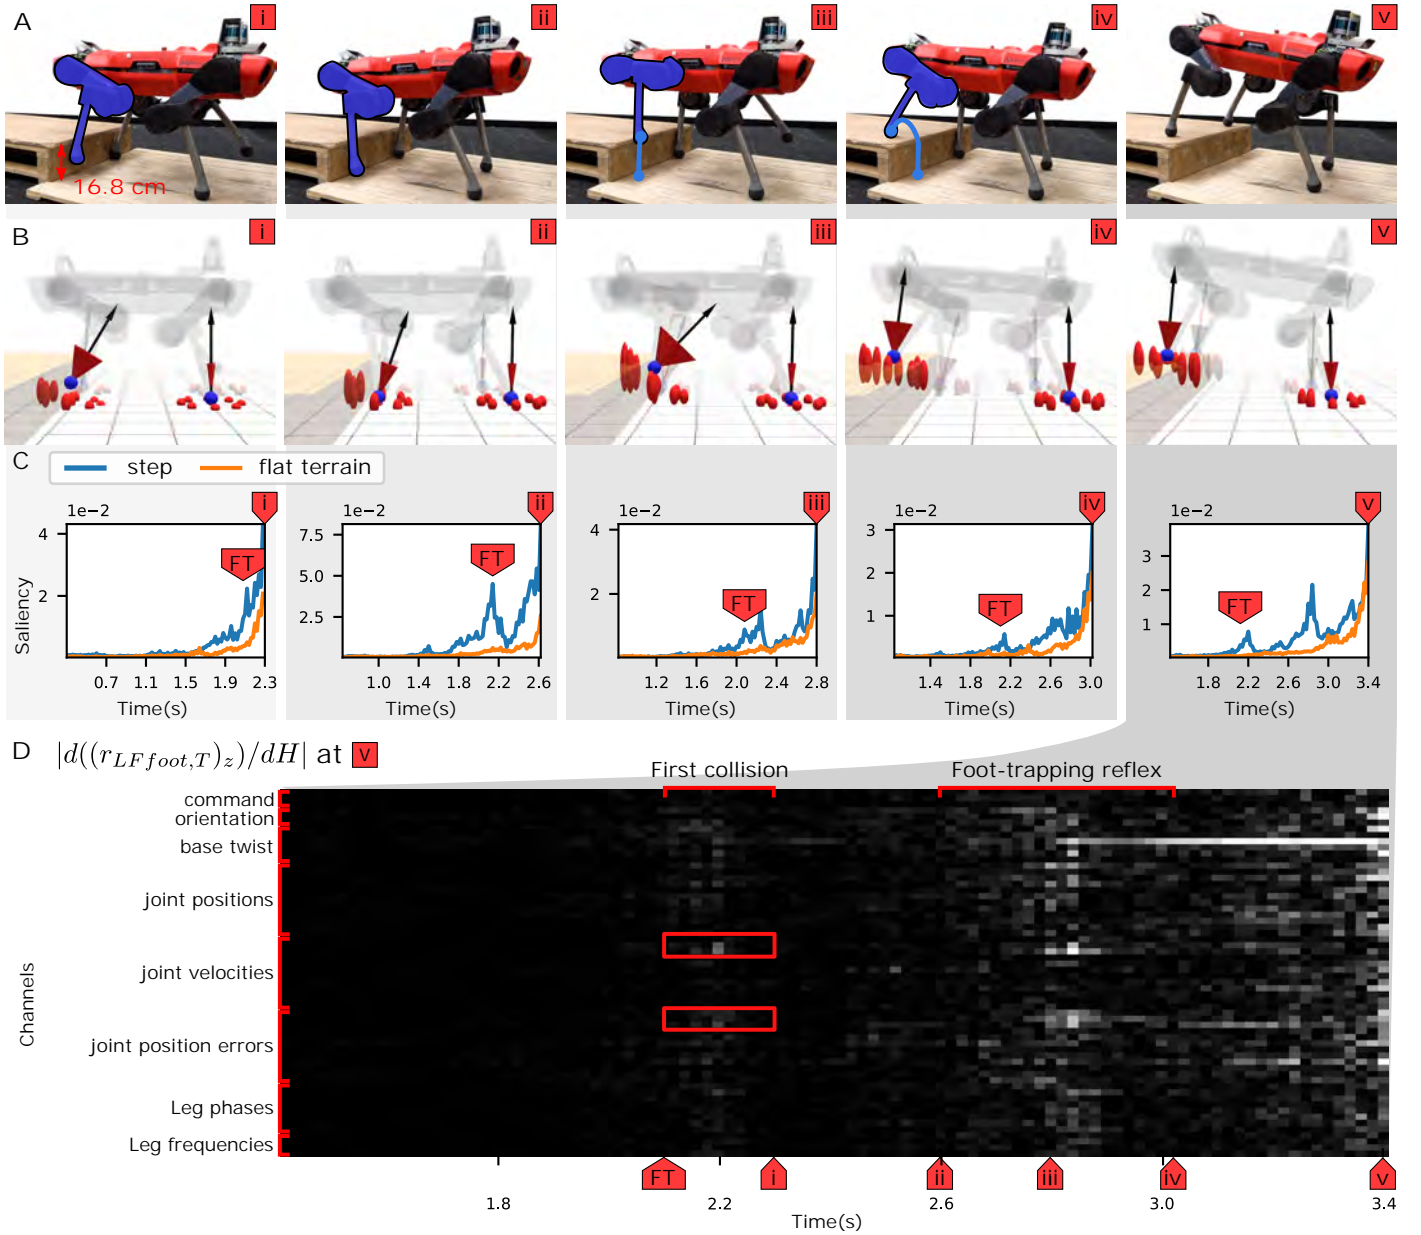 A
i
ii
iii
iv
v
16.8 cm
B
i
ii
iii
iv
v
C
step
flat terrain
i
ii
iii
iv
v
1e−2
1e−2
1e−2
1e−2
1e−2
FT
FT
FT
FT
FT
Saliency
4
2
7.5
5.0
2.5
4
2
3
2
1
3
2
1
0.7 1.1 1.5 1.9 2.3
1.0 1.4 1.8 2.2 2.6
1.2 1.6 2.0 2.4 2.8
1.4 1.8 2.2 2.6 3.0
1.8 2.2 2.6 3.0 3.4
Time(s)
Time(s)
Time(s)
Time(s)
Time(s)
D |d((r_{LFfoot,T})_z)/dH| at v
First collision
Foot-trapping reflex
Channels
command
orientation
base twist
joint positions
joint velocities
joint position errors
Leg phases
Leg frequencies
FT i ii iii iv v
1.8 2.2 2.6 3.0 3.4
Time(s)